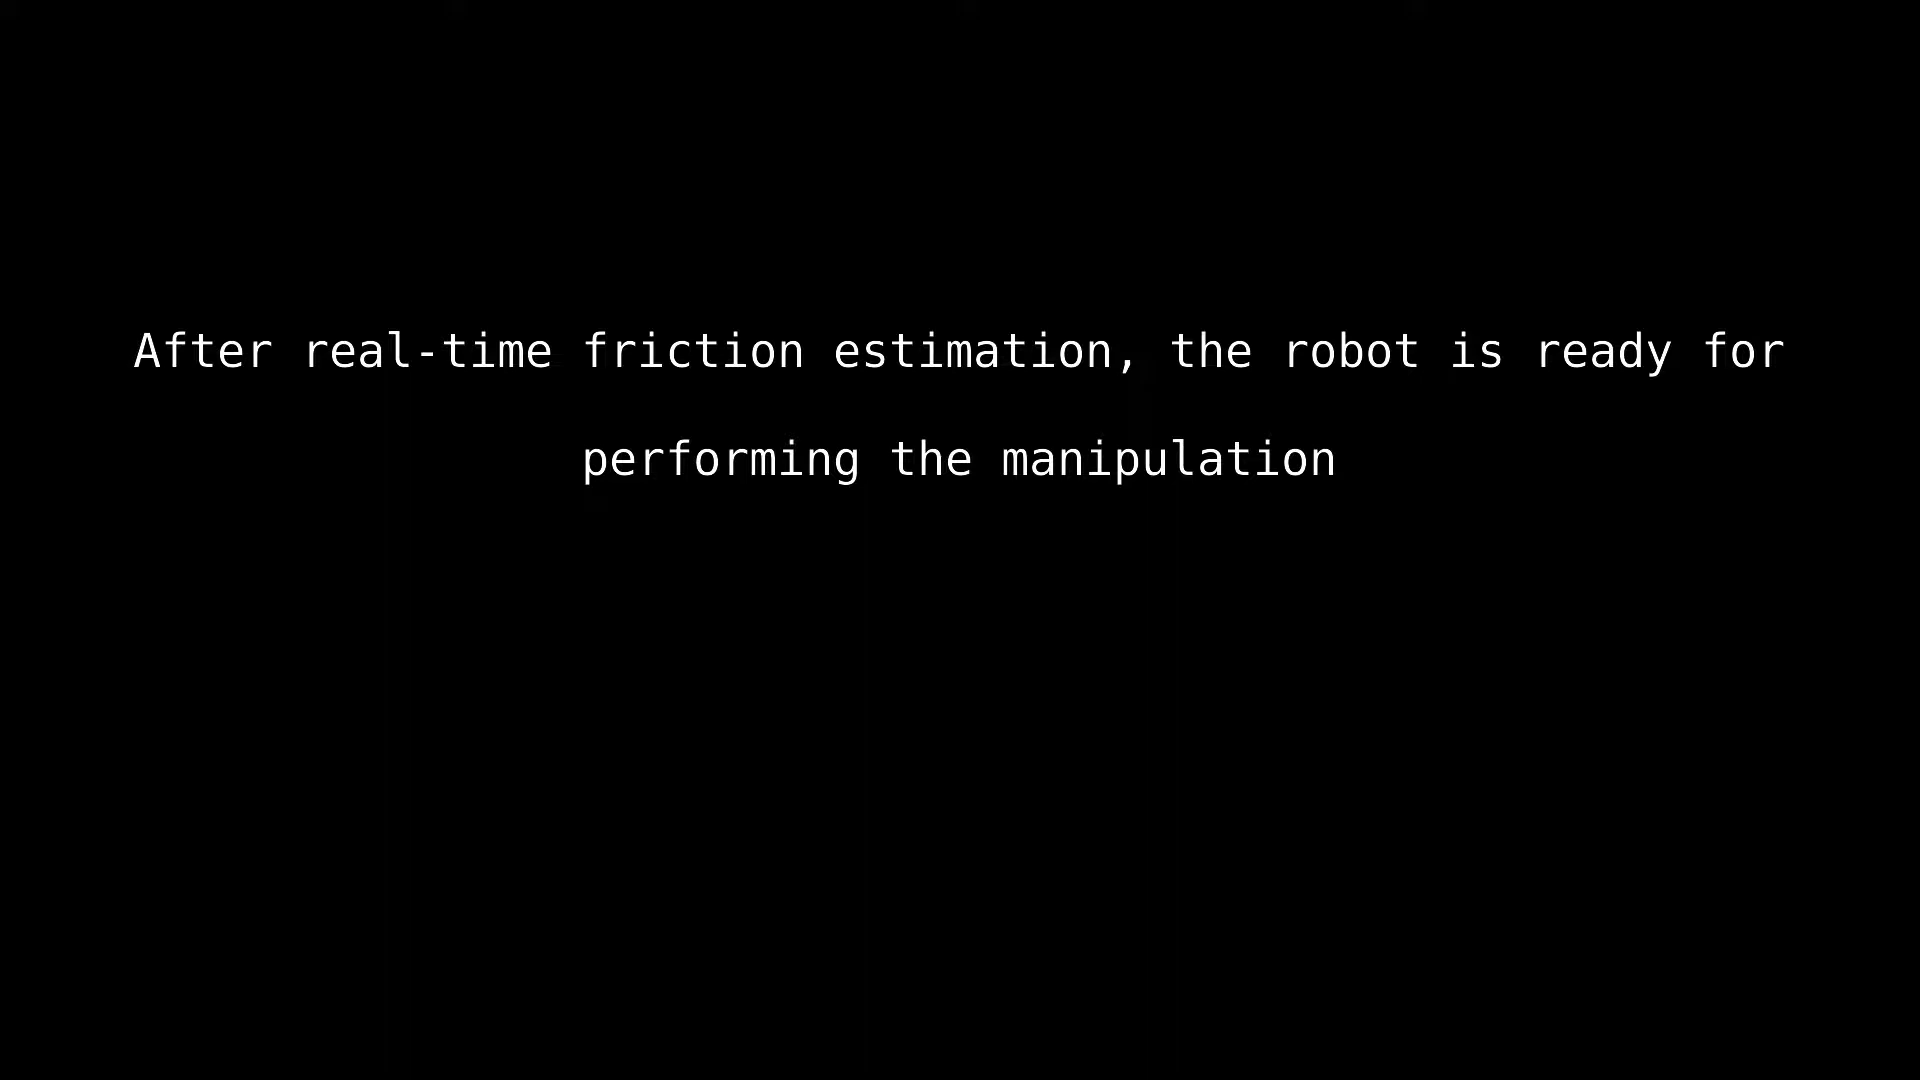 After real-time friction estimation, the robot is ready for
performing the manipulation